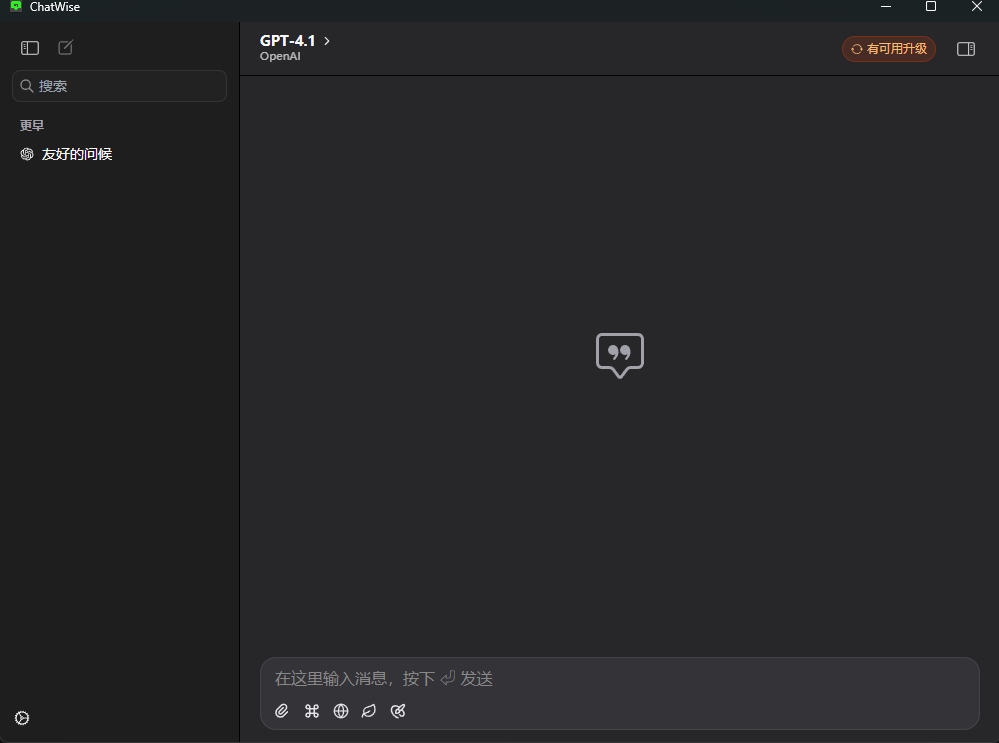 ChatWise
GPT-4.1
OpenAI
有可用升级
搜索
更早
友好的问候
在这里输入消息，按下 发送